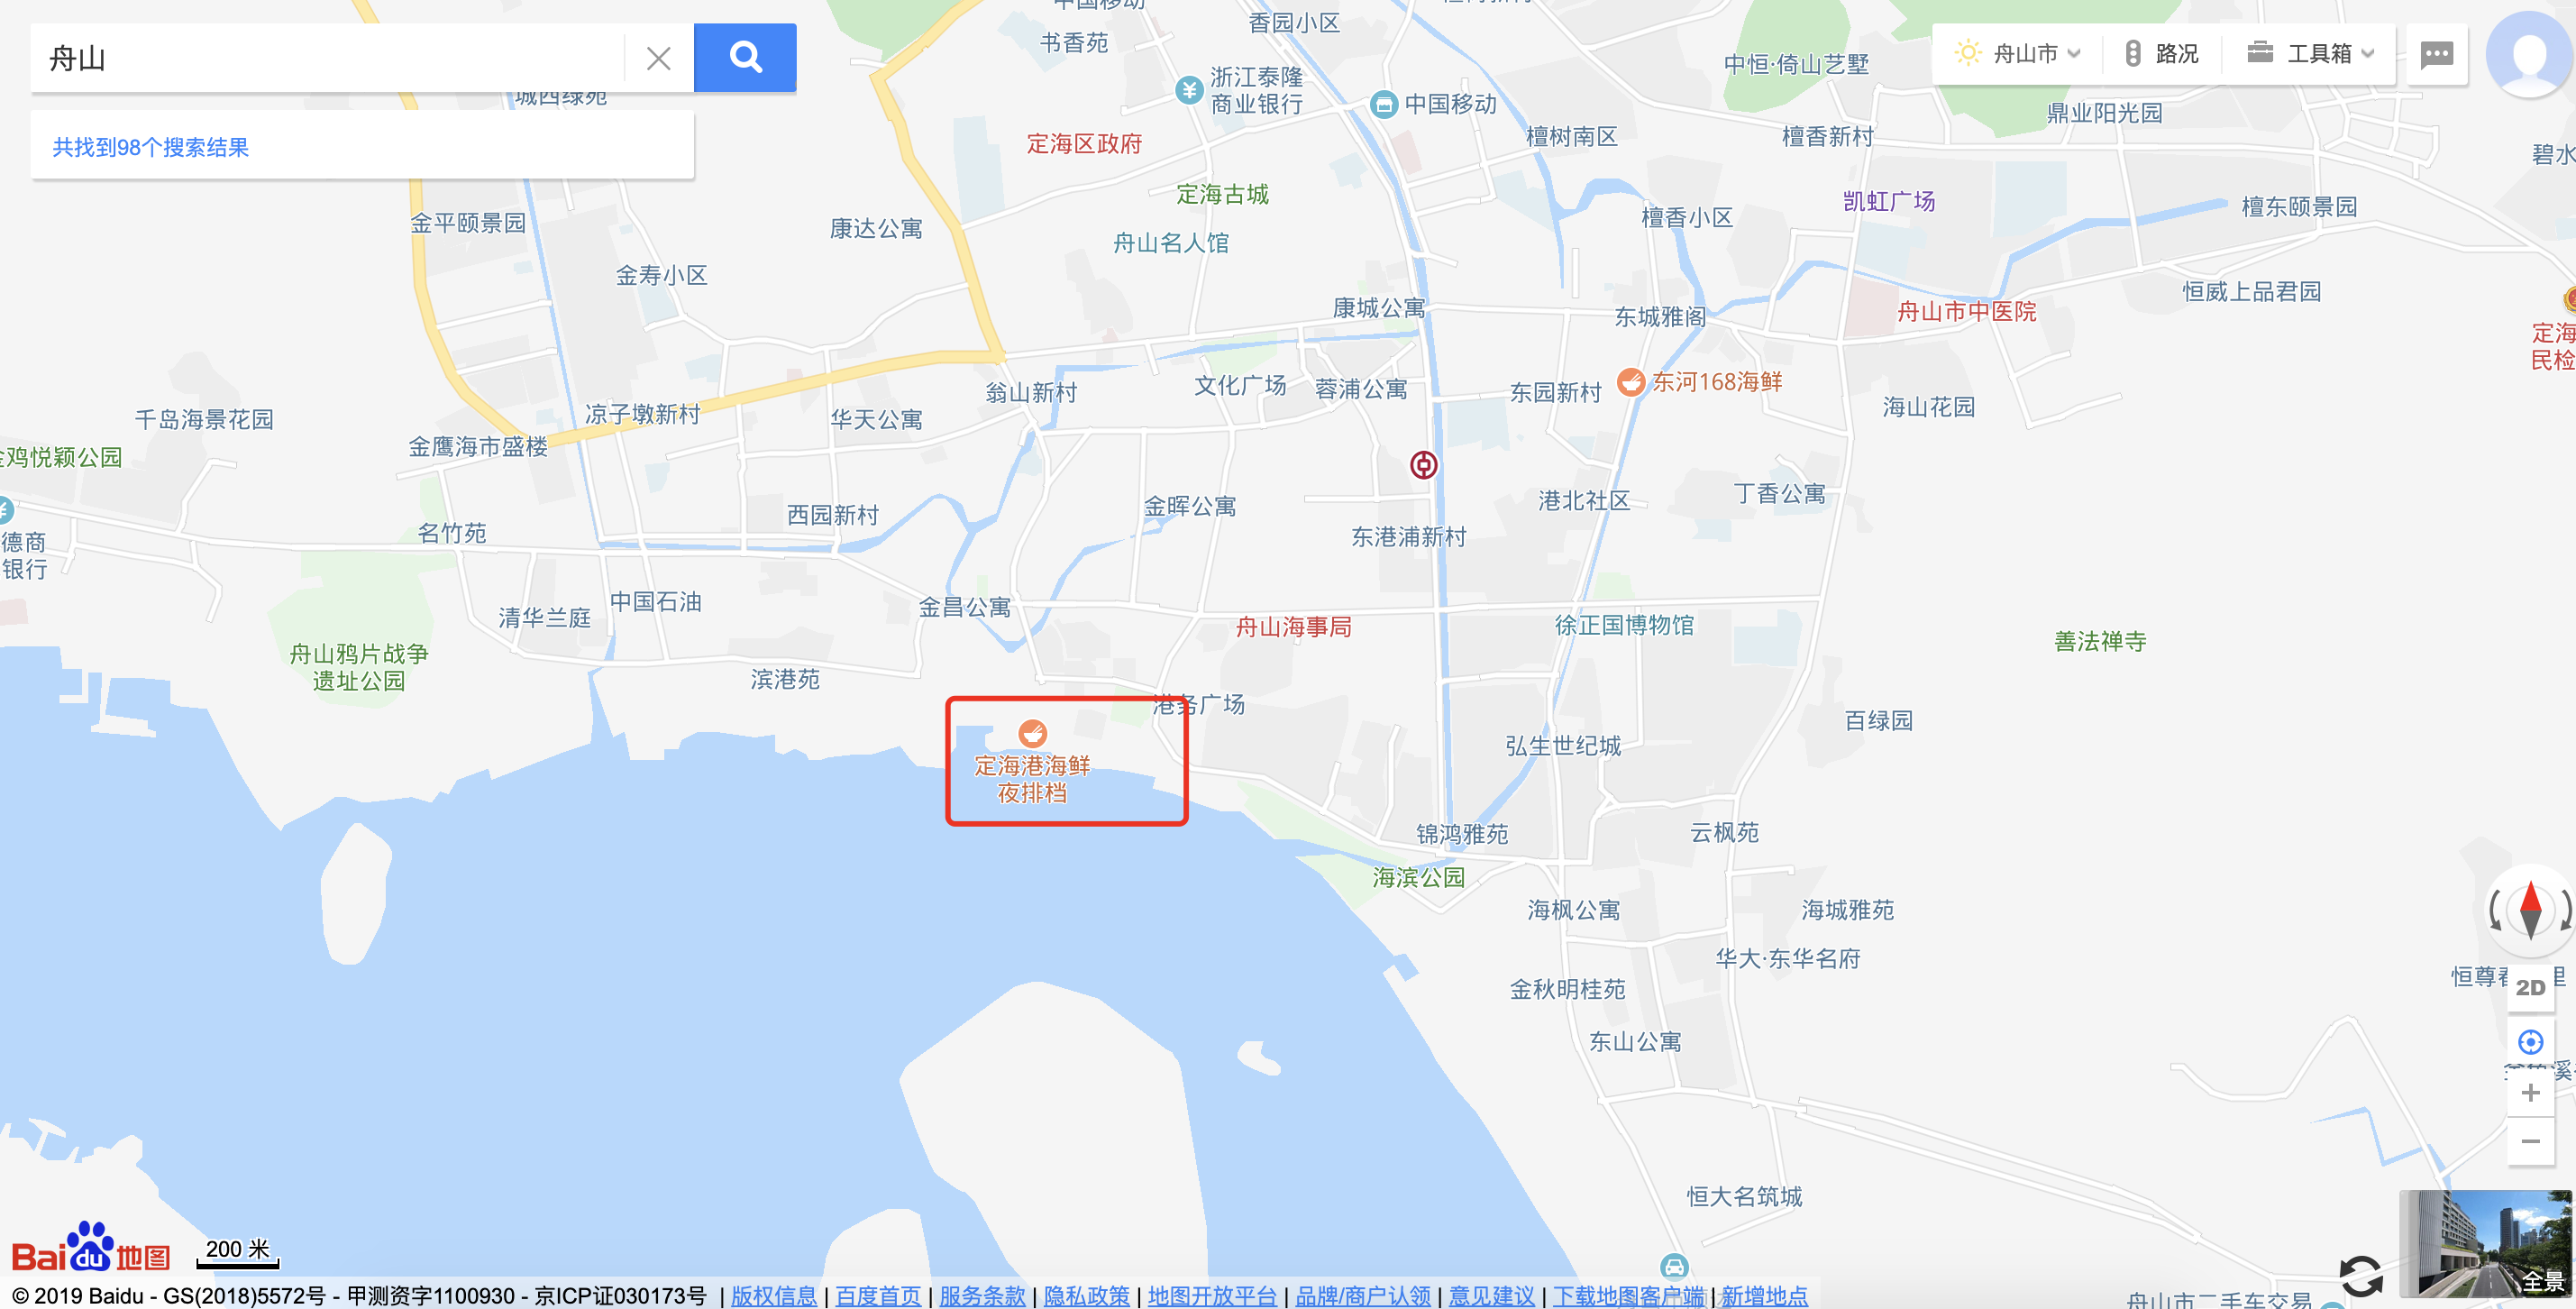 舟山
共找到98个搜索结果
舟山市
路况
工具箱
中国移动
香园小区
书香苑
中恒·倚山艺墅
浙江泰隆
商业银行
中国移动
城西绿苑
定海区政府
檀树南区
檀香新村
鼎业阳光园
碧水
定海古城
凯虹广场
檀东颐景园
金平颐景园
康达公寓
舟山名人馆
檀香小区
金寿小区
恒威上品君园
康城公寓
东城雅阁
舟山市中医院
定海
民检
翁山新村
文化广场
蓉浦公寓
东园新村
东河168海鲜
海山花园
千岛海景花园
凉子墩新村
华天公寓
金鹰海市盛楼
金鸡悦颖公园
金晖公寓
港北社区
丁香公寓
西园新村
名竹苑
东港浦新村
德商
银行
清华兰庭
中国石油
金昌公寓
舟山海事局
徐正国博物馆
善法禅寺
舟山鸦片战争
遗址公园
滨港苑
港务广场
百绿园
定海港海鲜
夜排档
弘生世纪城
锦鸿雅苑
云枫苑
海滨公园
海枫公寓
海城雅苑
华大·东华名府
金秋明桂苑
恒尊春
里
2D
东山公寓
溪
恒大名筑城
Baidu地图
200 米
全景
舟山市二手车交易
© 2019 Baidu - GS(2018)5572号 - 甲测资字1100930 - 京ICP证030173号 | 版权信息 | 百度首页 | 服务条款 | 隐私政策 | 地图开放平台 | 品牌/商户认领 | 意见建议 | 下载地图客户端 | 新增地点